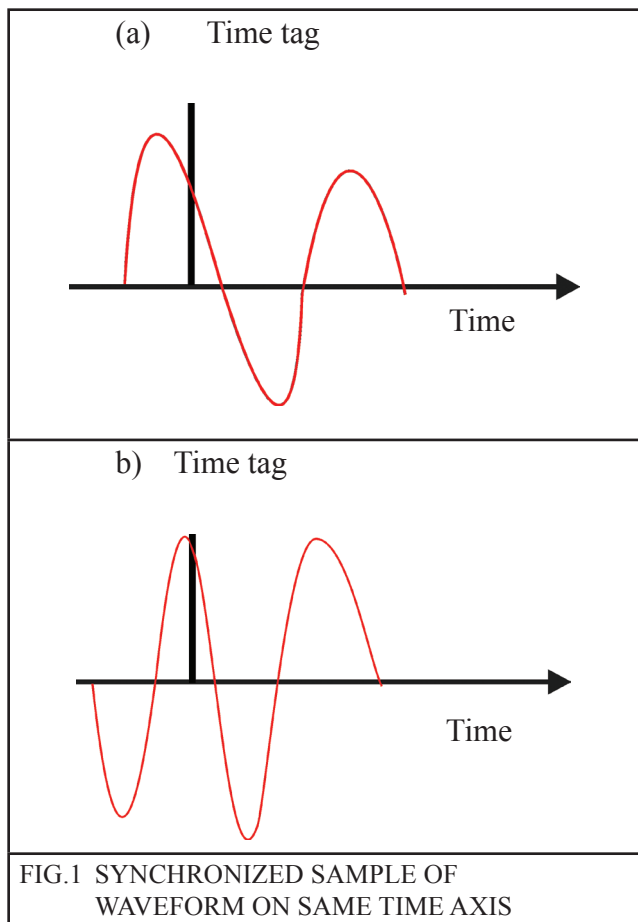 (a) Time tag
Time
b) Time tag
Time
FIG.1 SYNCHRONIZED SAMPLE OF
WAVEFORM ON SAME TIME AXIS